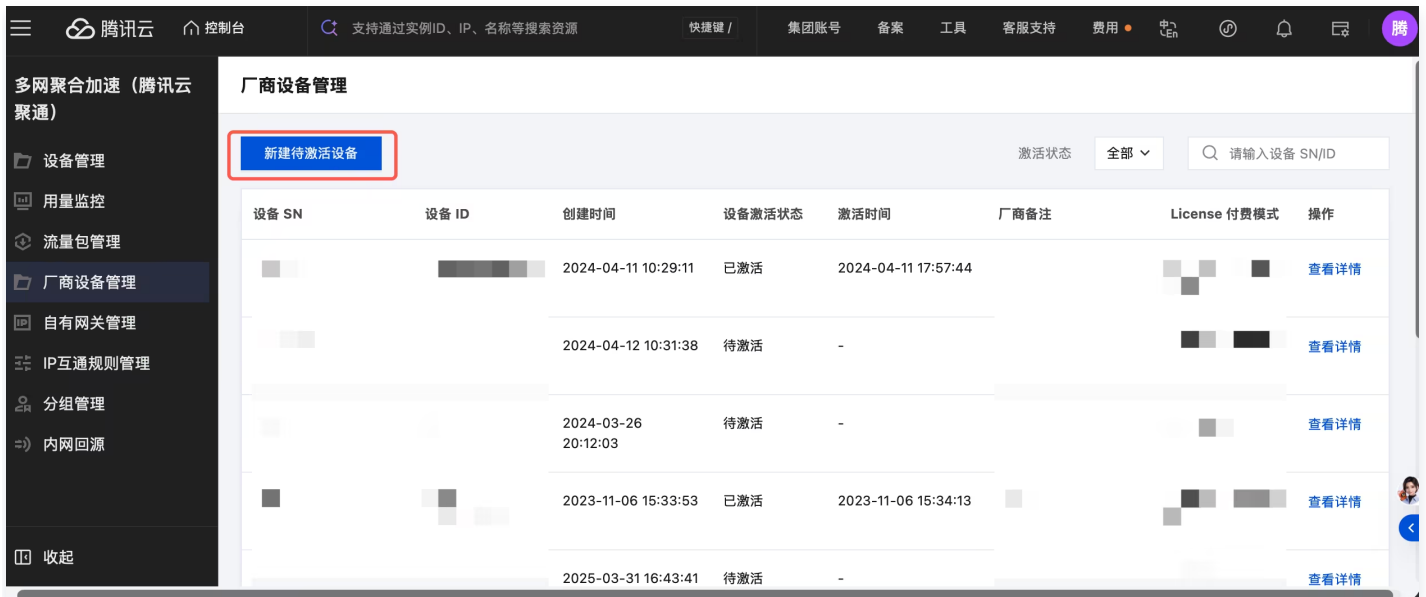 腾讯云
控制台
支持通过实例ID、IP、名称等搜索资源
快捷键 /
集团账号
备案
工具
客服支持
费用
中 En
腾
多网聚合加速（腾讯云
聚通）
设备管理
用量监控
流量包管理
厂商设备管理
IP
自有网关管理
IP互通规则管理
分组管理
内网回源
收起
厂商设备管理
新建待激活设备
激活状态
全部
请输入设备 SN/ID
设备 SN 设备 ID 创建时间 设备激活状态 激活时间 厂商备注 License 付费模式 操作
2024-04-11 10:29:11 已激活 2024-04-11 17:57:44 查看详情
2024-04-12 10:31:38 待激活 - 查看详情
2024-03-26 待激活 - 查看详情
20:12:03
2023-11-06 15:33:53 已激活 2023-11-06 15:34:13 查看详情
2025-03-31 16:43:41 待激活 - 查看详情